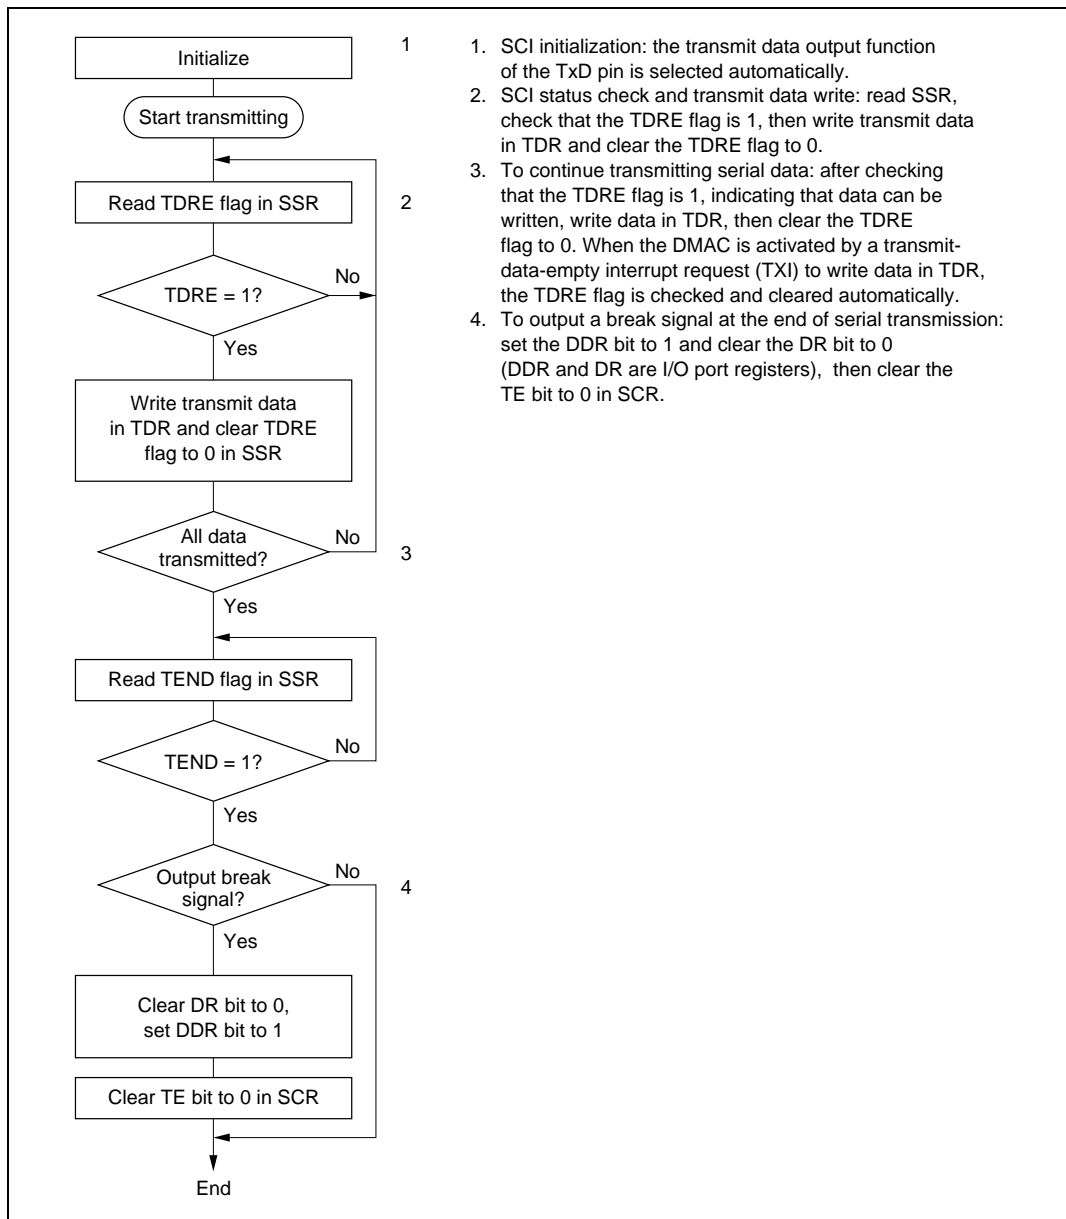 Initialize
1
Start transmitting
Read TDRE flag in SSR
2
TDRE = 1?
No
Yes
Write transmit data
in TDR and clear TDRE
flag to 0 in SSR
All data
transmitted?
No
3
Yes
Read TEND flag in SSR
TEND = 1?
No
Yes
Output break
signal?
No
4
Yes
Clear DR bit to 0,
set DDR bit to 1
Clear TE bit to 0 in SCR
End
1. SCI initialization: the transmit data output function
of the TxD pin is selected automatically.
2. SCI status check and transmit data write: read SSR,
check that the TDRE flag is 1, then write transmit data
in TDR and clear the TDRE flag to 0.
3. To continue transmitting serial data: after checking
that the TDRE flag is 1, indicating that data can be
written, write data in TDR, then clear the TDRE
flag to 0. When the DMAC is activated by a transmit-
data-empty interrupt request (TXI) to write data in TDR,
the TDRE flag is checked and cleared automatically.
4. To output a break signal at the end of serial transmission:
set the DDR bit to 1 and clear the DR bit to 0
(DDR and DR are I/O port registers), then clear the
TE bit to 0 in SCR.